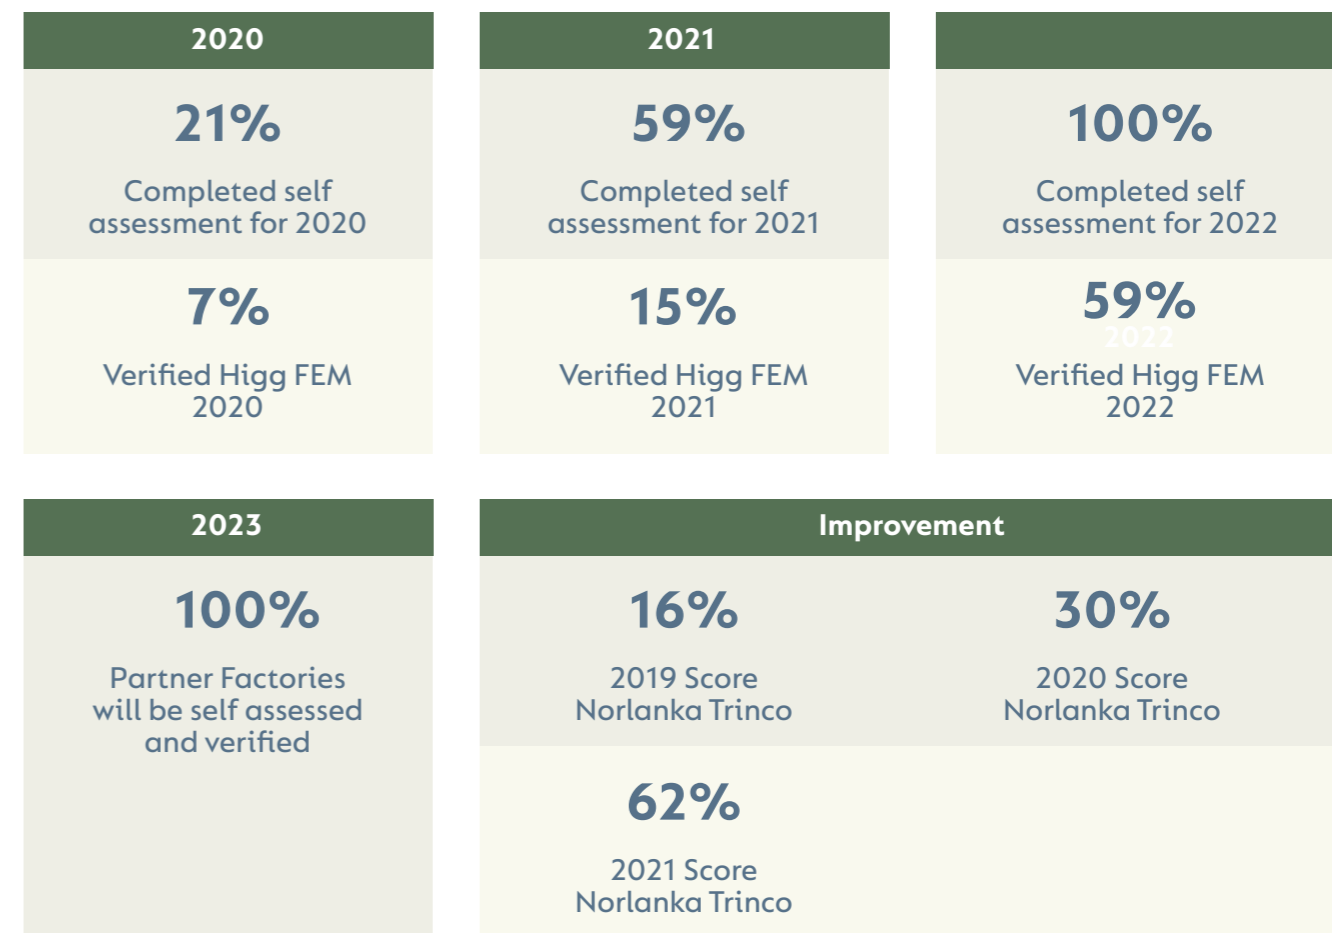 2020
21%
Completed self
assessment for 2020
7%
Verified Higg FEM
2020
2021
59%
Completed self
assessment for 2021
15%
Verified Higg FEM
2021
100%
Completed self
assessment for 2022
59%
2022
Verified Higg FEM
2022
2023
100%
Partner Factories
will be self assessed
and verified
Improvement
16%
2019 Score
Norlanka Trinco
30%
2020 Score
Norlanka Trinco
62%
2021 Score
Norlanka Trinco